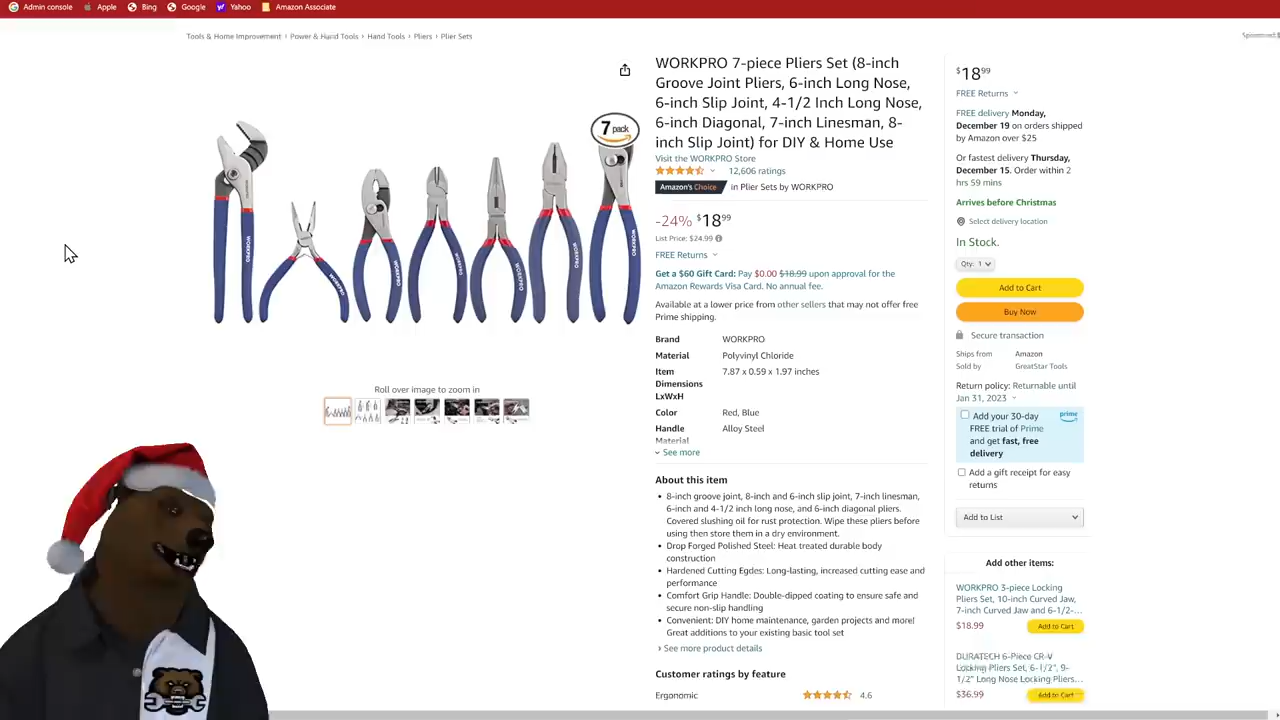 Admin console Apple Bing Google Yahoo Amazon Associate
Tools & Home Improvement › Power & Hand Tools › Hand Tools › Pliers › Plier Sets
7 pack
WORKPRO
WORKPRO
WORKPRO
WORKPRO
WORKPRO
WORKPRO
Roll over image to zoom in
WORKPRO 7-piece Pliers Set (8-inch
Groove Joint Pliers, 6-inch Long Nose,
6-inch Slip Joint, 4-1/2 Inch Long Nose,
6-inch Diagonal, 7-inch Linesman, 8-
inch Slip Joint) for DIY & Home Use
Visit the WORKPRO Store
12,606 ratings
Amazon's Choice in Plier Sets by WORKPRO
-24% $18 99
List Price: $24.99
FREE Returns
Get a $60 Gift Card: Pay $0.00 $18.99 upon approval for the
Amazon Rewards Visa Card. No annual fee.
Available at a lower price from other sellers that may not offer free
Prime shipping.
Brand WORKPRO
Material Polyvinyl Chloride
Item 7.87 x 0.59 x 1.97 inches
Dimensions
LxWxH
Color Red, Blue
Handle Alloy Steel
Material
See more
About this item
• 8-inch groove joint, 8-inch and 6-inch slip joint, 7-inch linesman,
6-inch and 4-1/2 inch long nose, and 6-inch diagonal pliers.
Covered slushing oil for rust protection. Wipe these pliers before
using then store them in a dry environment.
• Drop Forged Polished Steel: Heat treated durable body
construction
• Hardened Cutting Egdes: Long-lasting, increased cutting ease and
performance
• Comfort Grip Handle: Double-dipped coating to ensure safe and
secure non-slip handling
• Convenient: DIY home maintenance, garden projects and more!
Great additions to your existing basic tool set
› See more product details
Customer ratings by feature
Ergonomic 4.6
$18 99
FREE Returns
FREE delivery Monday,
December 19 on orders shipped
by Amazon over $25
Or fastest delivery Thursday,
December 15. Order within 2
hrs 59 mins
Arrives before Christmas
Select delivery location
In Stock.
Qty: 1
Add to Cart
Buy Now
Secure transaction
Ships from Amazon
Sold by GreatStar Tools
Return policy: Returnable until
Jan 31, 2023
Add your 30-day
FREE trial of Prime
and get fast, free
delivery
prime
Add a gift receipt for easy
returns
Add to List
Add other items:
WORKPRO 3-piece Locking
Pliers Set, 10-inch Curved Jaw,
7-inch Curved Jaw and 6-1/2-...
$18.99 Add to Cart
DURATECH 6-Piece CR-V
Locking Pliers Set, 6-1/2", 9-
1/2" Long Nose Locking Pliers...
$36.99 Add to Cart